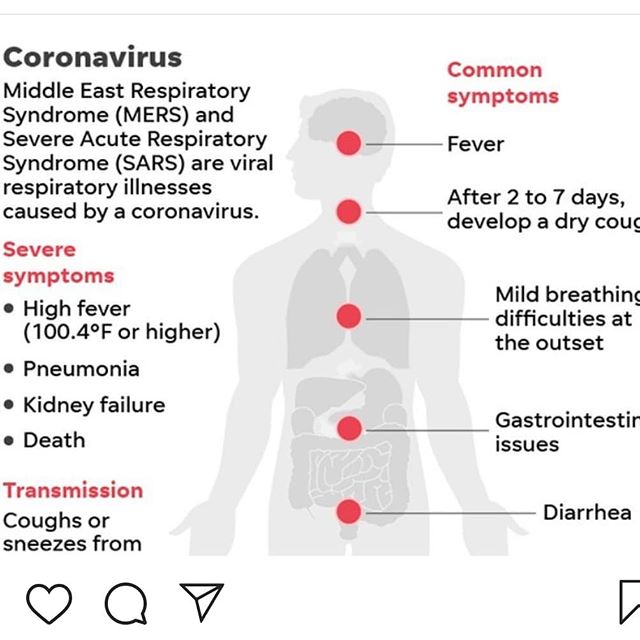 Coronavirus
Middle East Respiratory
Syndrome (MERS) and
Severe Acute Respiratory
Syndrome (SARS) are viral
respiratory illnesses
caused by a coronavirus.
Severe
symptoms
• High fever
(100.4°F or higher)
• Pneumonia
• Kidney failure
• Death
Transmission
Coughs or
sneezes from
Common
symptoms
Fever
After 2 to 7 days,
develop a dry coug
Mild breathing
difficulties at
the outset
Gastrointestin
issues
Diarrhea